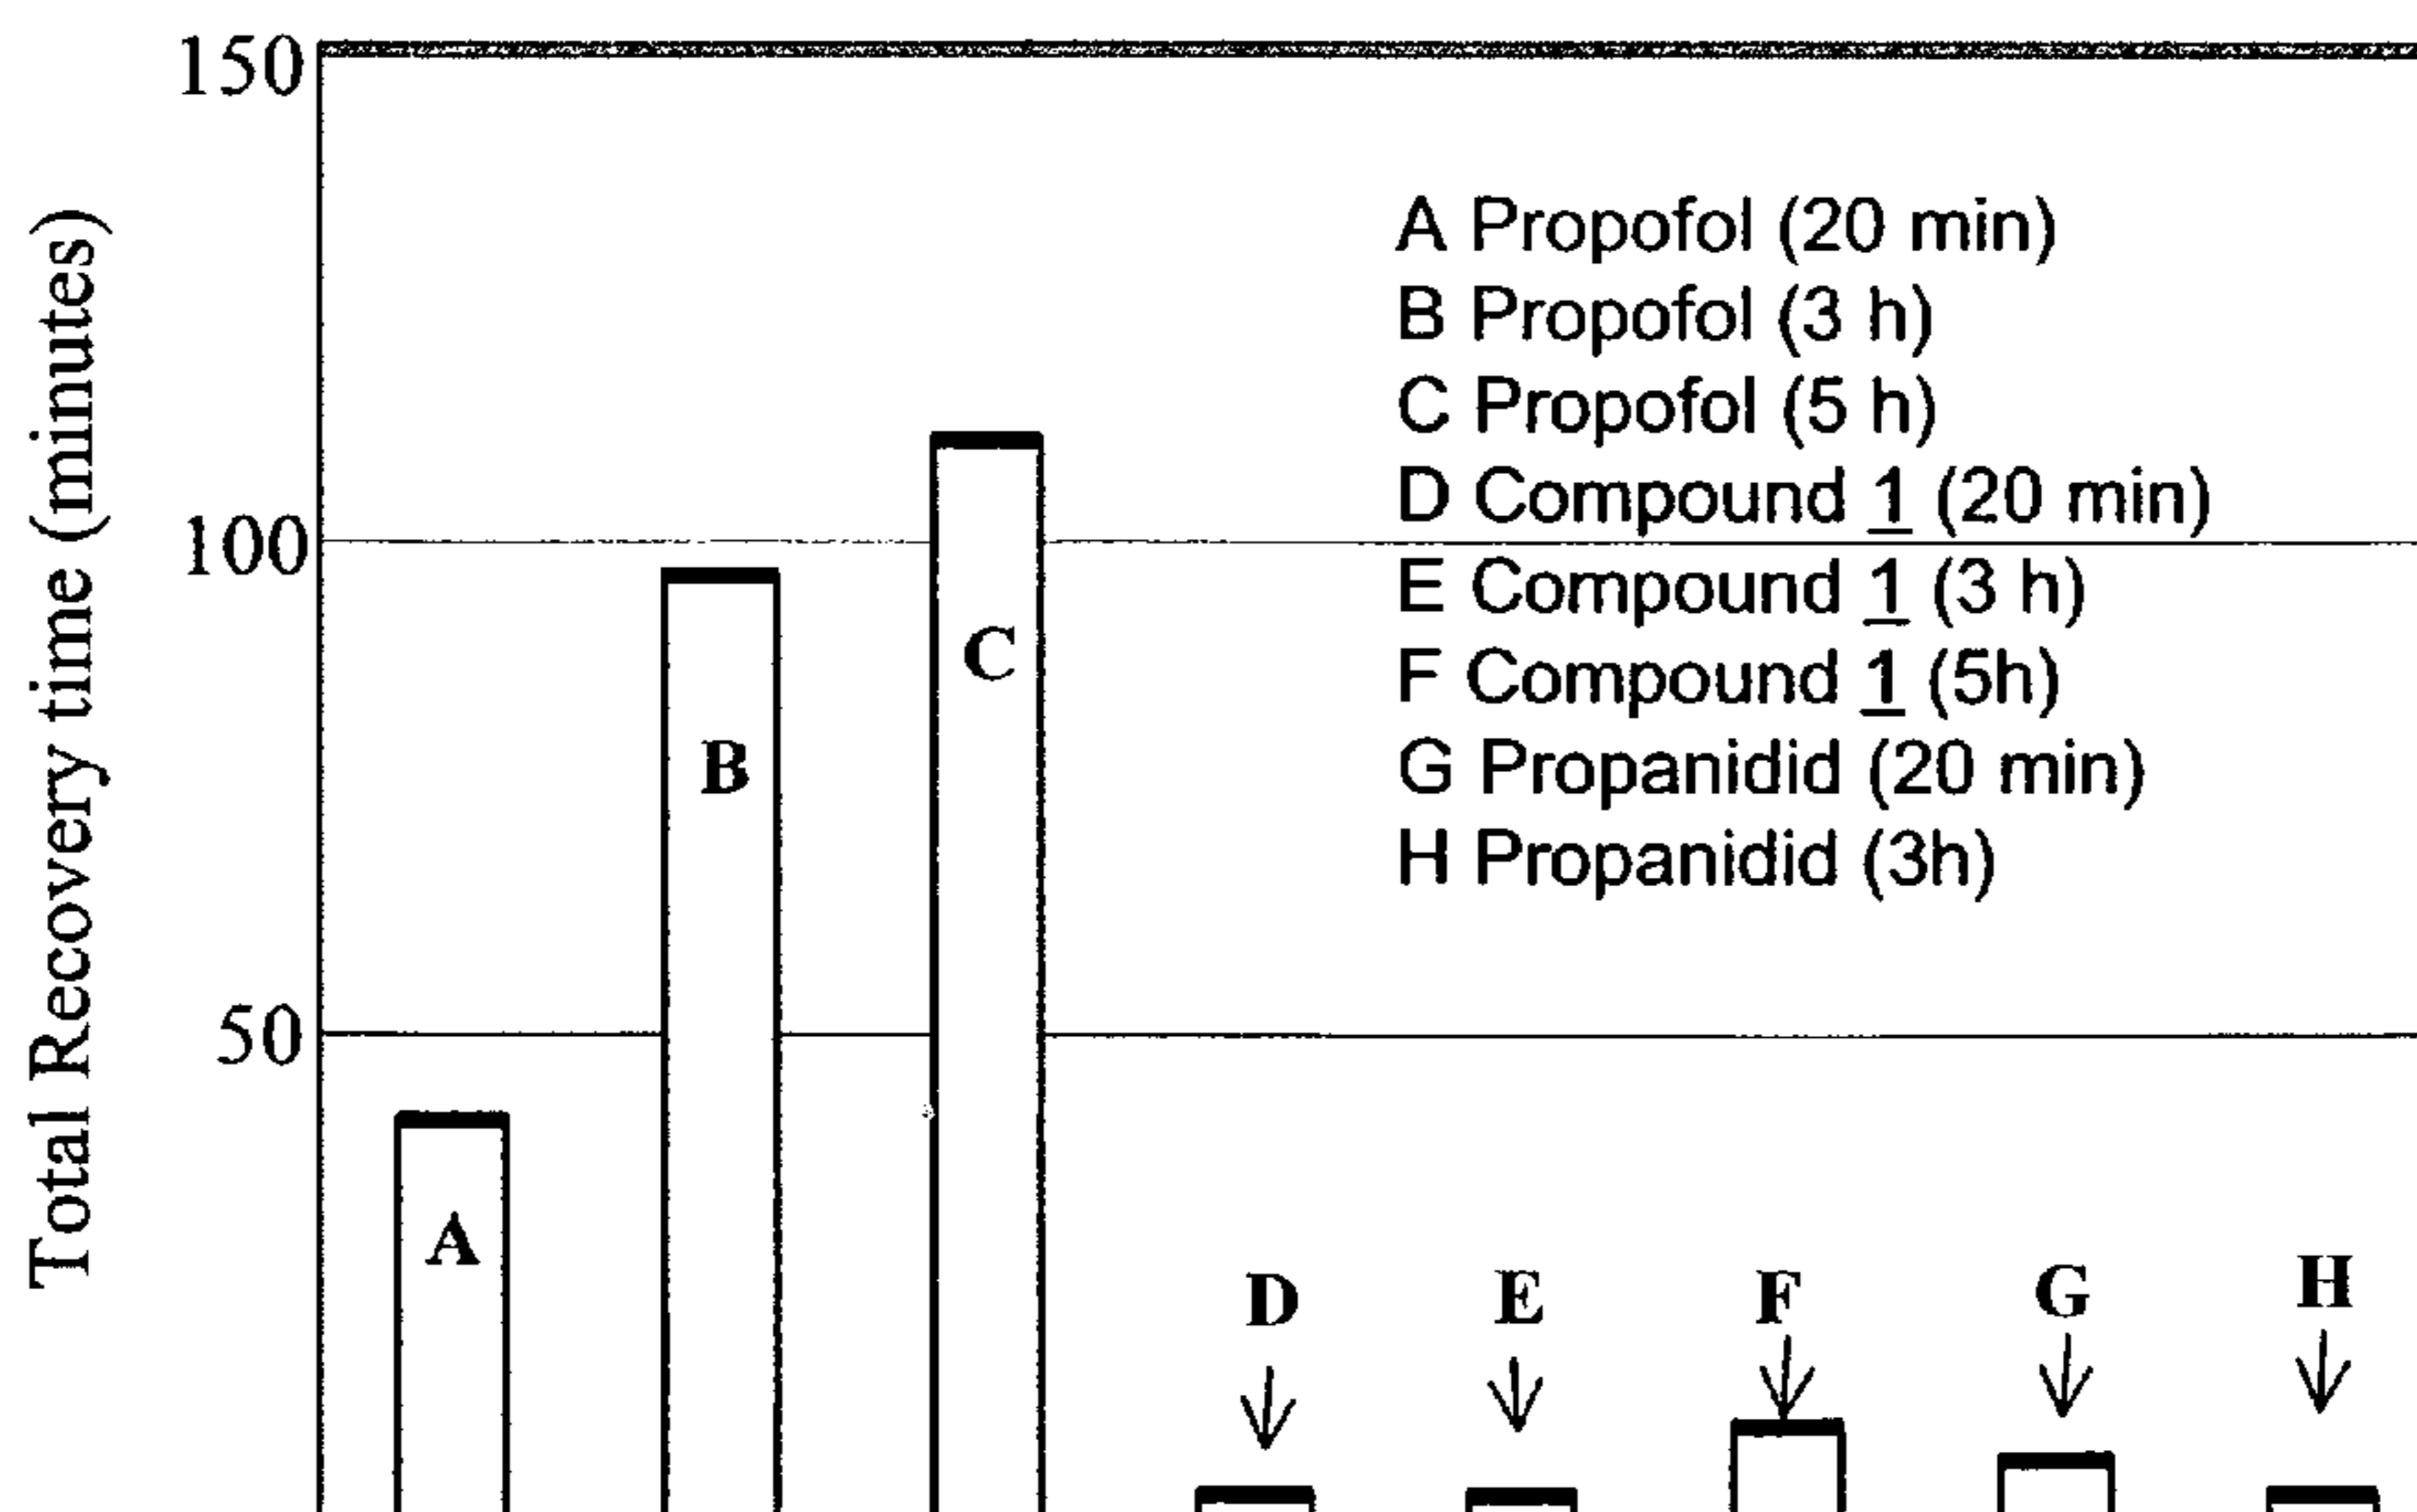 Total Recovery time (minutes)
150
100
50
A Propofol (20 min)
B Propofol (3 h)
C Propofol (5 h)
D Compound 1 (20 min)
E Compound 1 (3 h)
F Compound 1 (5h)
G Propanidid (20 min)
H Propanidid (3h)
A
B
C
D
E
F
G
H